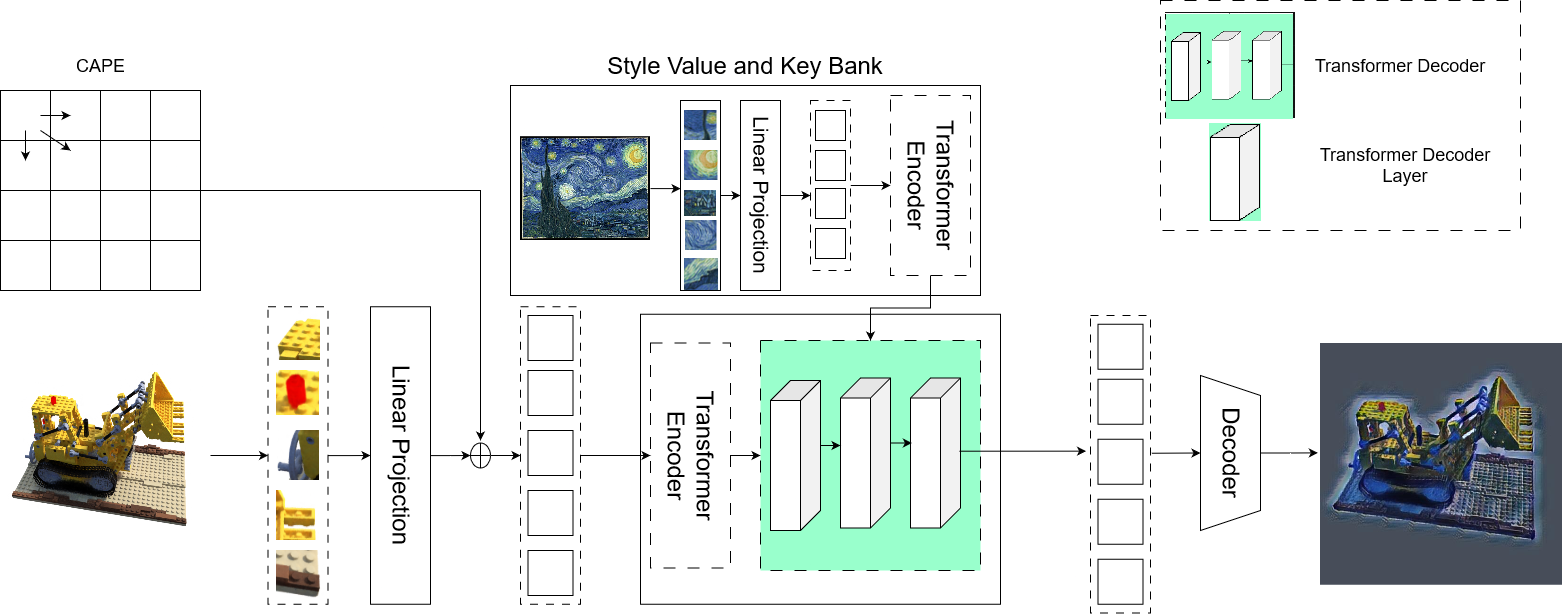 CAPE
Style Value and Key Bank
Linear Projection
Transformer
Encoder
Transformer Decoder
Transformer Decoder
Layer
Linear Projection
Transformer
Encoder
Decoder